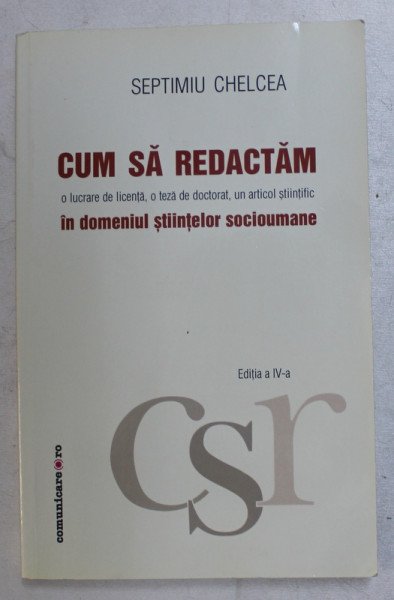 SEPTIMIU CHELCEA
CUM SĂ REDACTĂM
o lucrare de licență, o teză de doctorat, un articol științific
în domeniul științelor socioumane
Ediția a IV-a
csr
comunicare.ro